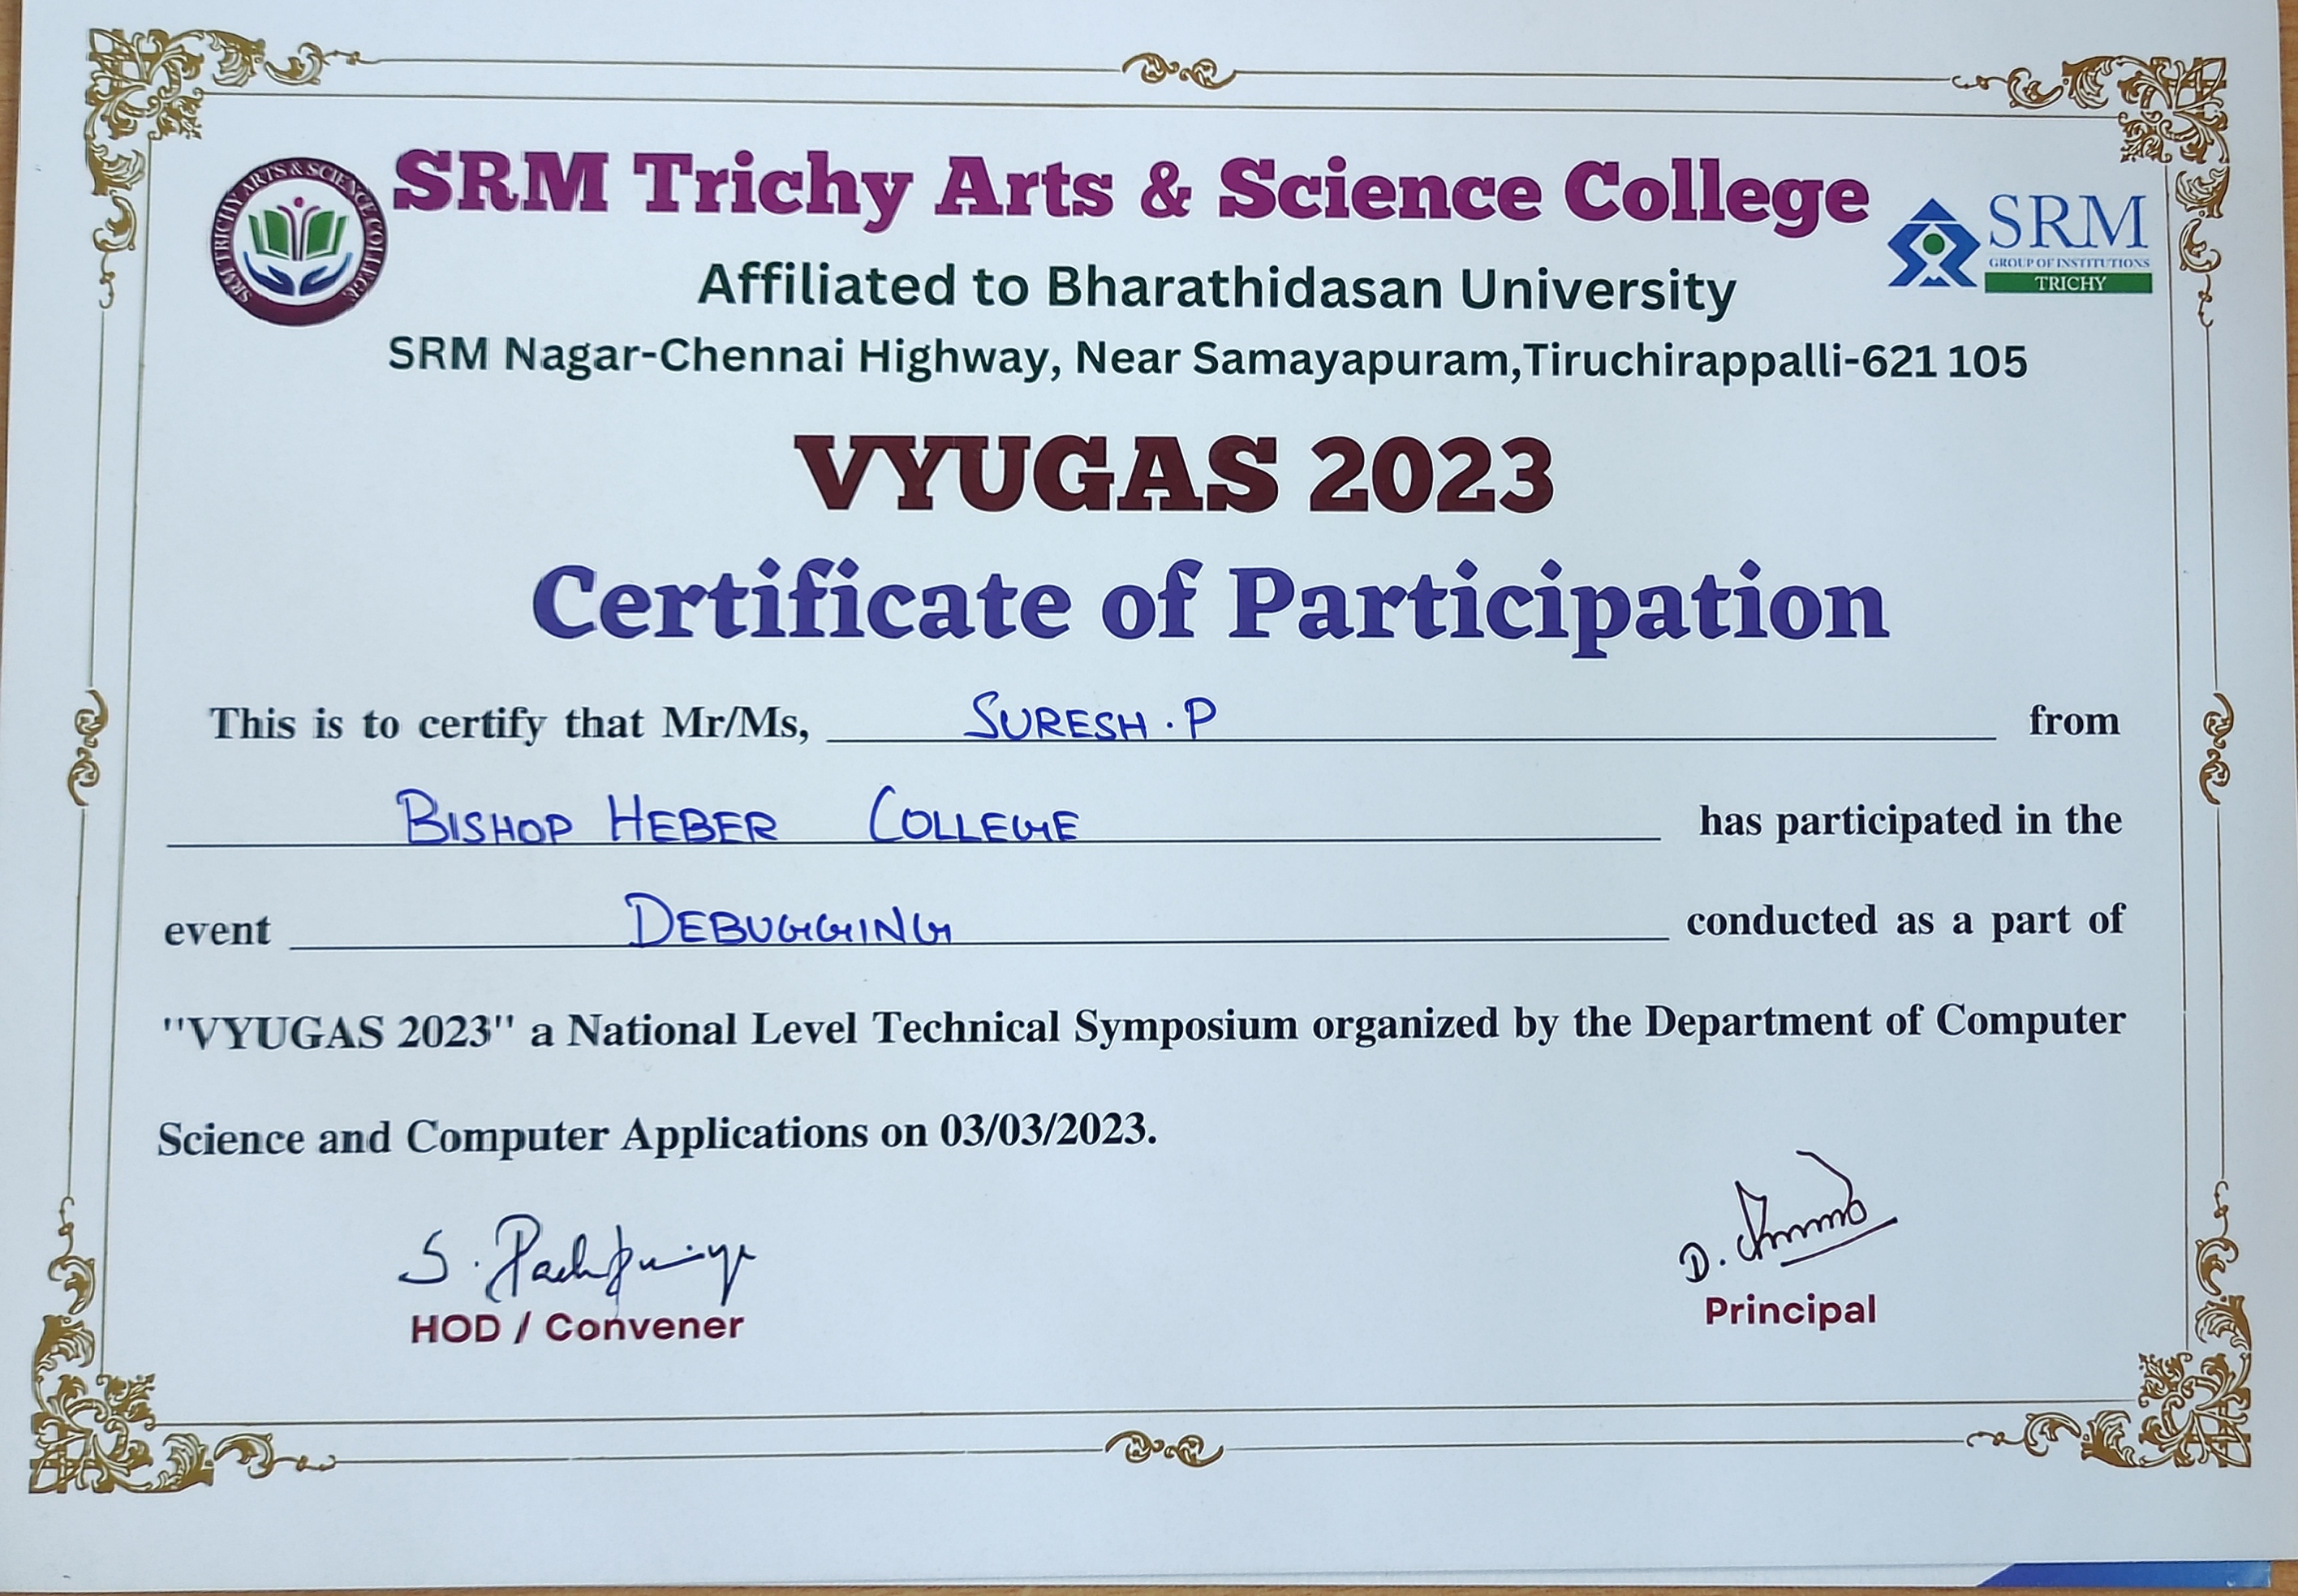 SRM TRICHY ARTS & SCIENCE COLLEGE
SRM Trichy Arts & Science College
SRM
GROUP OF INSTITUTIONS
TRICHY
Affiliated to Bharathidasan University
SRM Nagar-Chennai Highway, Near Samayapuram,Tiruchirappalli-621 105
VYUGAS 2023
Certificate of Participation
This is to certify that Mr/Ms, SURESH.P from
BISHOP HEBER COLLEGE has participated in the
event DEBUGGING conducted as a part of
"VYUGAS 2023" a National Level Technical Symposium organized by the Department of Computer
Science and Computer Applications on 03/03/2023.
S.
D.
HOD / Convener
Principal